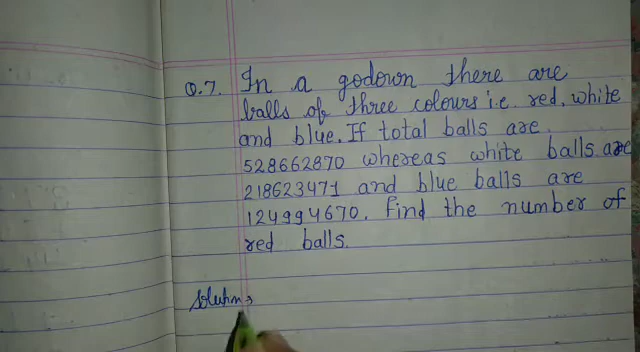 Q.7. In a godown there are
balls of three colours i.e. red, white
and blue. If total balls are
528662870 whereas white balls are
218623471 and blue balls are
124994670. Find the number of
red balls.
Solution: